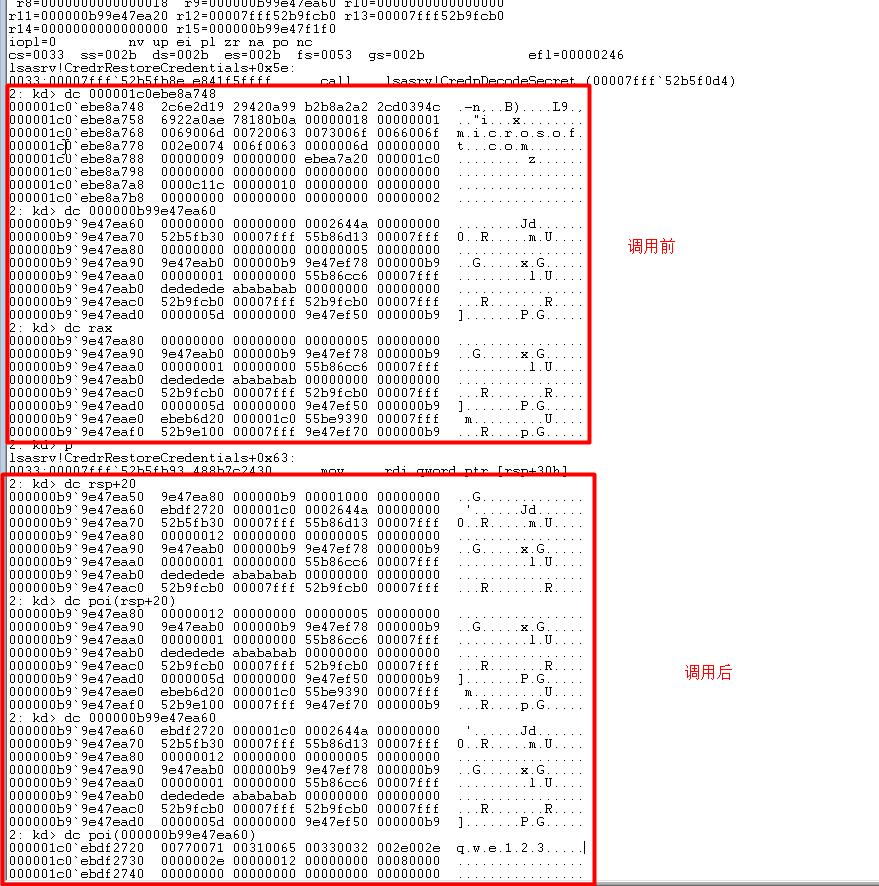 r8=0000000000000018  r9=000000b99e47ea60 r10=0000000000000000
r11=000000b99e47ea20 r12=00007fff52b9fcb0 r13=00007fff52b9fcb0
r14=0000000000000000 r15=000000b99e47f1f0
iopl=0         nv up ei pl zr na po nc
cs=0033  ss=002b  ds=002b  es=002b  fs=0053  gs=002b             efl=00000246
lsasrv!CredrRestoreCredentials+0x5e:
0033:00007fff`52b5fb8e e841f5ffff      call    lsasrv!CredpDecodeSecret (00007fff`52b5f0d4)
2: kd> dc 000001c0ebe8a748
000001c0`ebe8a748  2c6e2d19 29420a99 b2b8a2a2 2cd0394c  .-n,.B)....L9.,
000001c0`ebe8a758  6922a0ae 78180b0a 00000018 00000001  .."i...x........
000001c0`ebe8a768  0069006d 00720063 0073006f 0066006f  m.i.c.r.o.s.o.f.
000001c0`ebe8a778  002e0074 006f0063 0000006d 00000000  t...c.o.m.......
000001c0`ebe8a788  00000009 00000000 ebea7a20 000001c0  ........ z......
000001c0`ebe8a798  00000000 00000000 00000000 00000000  ................
000001c0`ebe8a7a8  0000c11c 00000010 00000000 00000000  ................
000001c0`ebe8a7b8  00000000 00000000 00000000 00000002  ................
2: kd> dc 000000b99e47ea60
000000b9`9e47ea60  00000000 00000000 0002644a 00000000  ........Jd......
000000b9`9e47ea70  52b5fb30 00007fff 55b86d13 00007fff  0..R.....m.U....
000000b9`9e47ea80  00000000 00000000 00000005 00000000  ................
000000b9`9e47ea90  9e47eab0 000000b9 9e47ef78 000000b9  ..G.....x.G.....
000000b9`9e47eaa0  00000001 00000000 55b86cc6 00007fff  .........l.U....
000000b9`9e47eab0  dededede abababab 00000000 00000000  ................
000000b9`9e47eac0  52b9fcb0 00007fff 52b9fcb0 00007fff  ...R.......R....
000000b9`9e47ead0  0000005d 00000000 9e47ef50 000000b9  ].......P.G.....
2: kd> dc rax
000000b9`9e47ea80  00000000 00000000 00000005 00000000  ................
000000b9`9e47ea90  9e47eab0 000000b9 9e47ef78 000000b9  ..G.....x.G.....
000000b9`9e47eaa0  00000001 00000000 55b86cc6 00007fff  .........l.U....
000000b9`9e47eab0  dededede abababab 00000000 00000000  ................
000000b9`9e47eac0  52b9fcb0 00007fff 52b9fcb0 00007fff  ...R.......R....
000000b9`9e47ead0  0000005d 00000000 9e47ef50 000000b9  ].......P.G.....
000000b9`9e47eae0  ebeb6d20 000001c0 55be9390 00007fff   m.........U....
000000b9`9e47eaf0  52b9e100 00007fff 9e47ef70 000000b9  ...R....p.G.....
调用前
2: kd> p
lsasrv!CredrRestoreCredentials+0x63:
0033:00007fff`52b5fb93 488b7c2430      mov     rdi,qword ptr [rsp+30h]
2: kd> dc rsp+20
000000b9`9e47ea50  9e47ea80 000000b9 00001000 00000000  ..G.............
000000b9`9e47ea60  ebdf2720 000001c0 0002644a 00000000   '......Jd......
000000b9`9e47ea70  52b5fb30 00007fff 55b86d13 00007fff  0..R.....m.U....
000000b9`9e47ea80  00000012 00000000 00000005 00000000  ................
000000b9`9e47ea90  9e47eab0 000000b9 9e47ef78 000000b9  ..G.....x.G.....
000000b9`9e47eaa0  00000001 00000000 55b86cc6 00007fff  .........l.U....
000000b9`9e47eab0  dededede abababab 00000000 00000000  ................
000000b9`9e47eac0  52b9fcb0 00007fff 52b9fcb0 00007fff  ...R.......R....
2: kd> dc poi(rsp+20)
000000b9`9e47ea80  00000012 00000000 00000005 00000000  ................
000000b9`9e47ea90  9e47eab0 000000b9 9e47ef78 000000b9  ..G.....x.G.....
000000b9`9e47eaa0  00000001 00000000 55b86cc6 00007fff  .........l.U....
000000b9`9e47eab0  dededede abababab 00000000 00000000  ................
000000b9`9e47eac0  52b9fcb0 00007fff 52b9fcb0 00007fff  ...R.......R....
000000b9`9e47ead0  0000005d 00000000 9e47ef50 000000b9  ].......P.G.....
000000b9`9e47eae0  ebeb6d20 000001c0 55be9390 00007fff   m.........U....
000000b9`9e47eaf0  52b9e100 00007fff 9e47ef70 000000b9  ...R....p.G.....
调用后
2: kd> dc 000000b99e47ea60
000000b9`9e47ea60  ebdf2720 000001c0 0002644a 00000000   '......Jd......
000000b9`9e47ea70  52b5fb30 00007fff 55b86d13 00007fff  0..R.....m.U....
000000b9`9e47ea80  00000012 00000000 00000005 00000000  ................
000000b9`9e47ea90  9e47eab0 000000b9 9e47ef78 000000b9  ..G.....x.G.....
000000b9`9e47eaa0  00000001 00000000 55b86cc6 00007fff  .........l.U....
000000b9`9e47eab0  dededede abababab 00000000 00000000  ................
000000b9`9e47eac0  52b9fcb0 00007fff 52b9fcb0 00007fff  ...R.......R....
000000b9`9e47ead0  0000005d 00000000 9e47ef50 000000b9  ].......P.G.....
2: kd> dc poi(000000b99e47ea60)
000001c0`ebdf2720  00770071 00310065 00330032 002e002e  q.w.e.1.2.3.....
000001c0`ebdf2730  0000002e 00000012 00000000 00080000  ................
000001c0`ebdf2740  00000000 00000000 00000000 00000000  ................